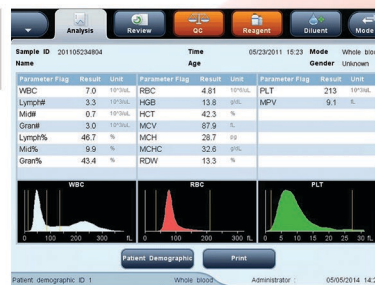 Analysis Review QC Reagent Diluent Mode
Sample ID 201105234804 Time 05/23/2011 15:23 Mode Whole bloo
Name Age Gender Unknown
Parameter Flag Result Unit Parameter Flag Result Unit Parameter Flag Result Unit
WBC 7.0 10^3/uL RBC 4.81 10^6/uL PLT 213 10^3/uL
Lymph# 3.3 10^3/uL HGB 13.8 g/dL MPV 9.1 fL
Mid# 0.7 10^3/uL HCT 42.3 %
Gran# 3.0 10^3/uL MCV 87.9 fL
Lymph% 46.7 % MCH 28.7 pg
Mid% 9.9 % MCHC 32.6 g/dL
Gran% 43.4 % RDW 13.3 %
WBC RBC PLT
0 100 200 300 fL 0 100 200 300 fL 0 5 10 15 20 25 30 fL
Patient Demographic Print
Patient demographic ID 1 Whole blood Administrator : 05/05/2014 14:2